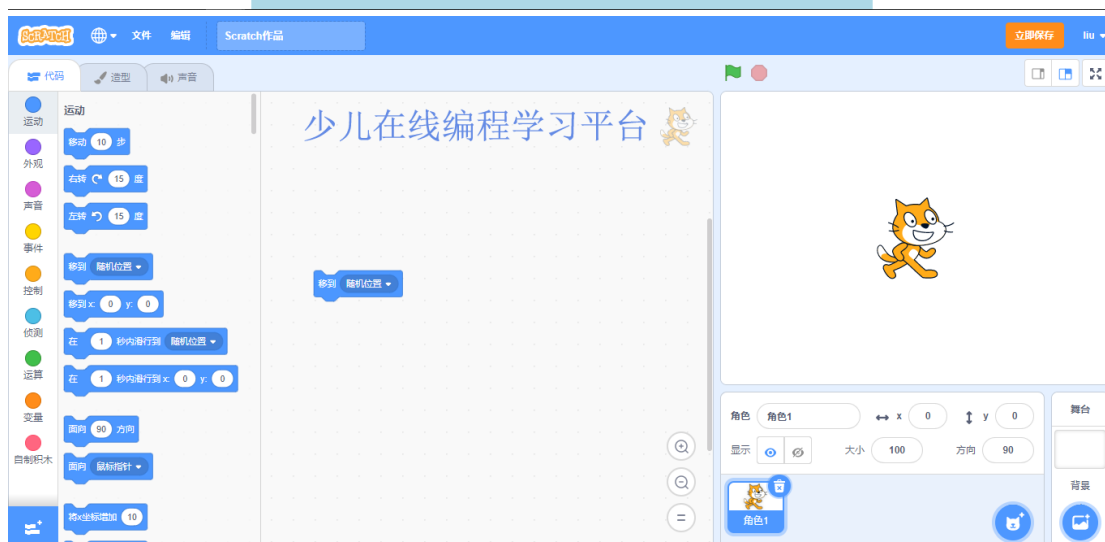 SCRATCH 文件 编辑 Scratch作品 立即保存 liu
代码 造型 声音
运动
外观
声音
事件
控制
侦测
运算
变量
自制积木
运动
移动 10 步
右转 15 度
左转 15 度
移到 随机位置
移到 x: 0 y: 0
在 1 秒内滑行到 随机位置
在 1 秒内滑行到 x: 0 y: 0
面向 90 方向
面向 鼠标指针
将x坐标增加 10
少儿在线编程学习平台
移到 随机位置
角色 角色1 x 0 y 0
显示 大小 100 方向 90
角色1
舞台
背景